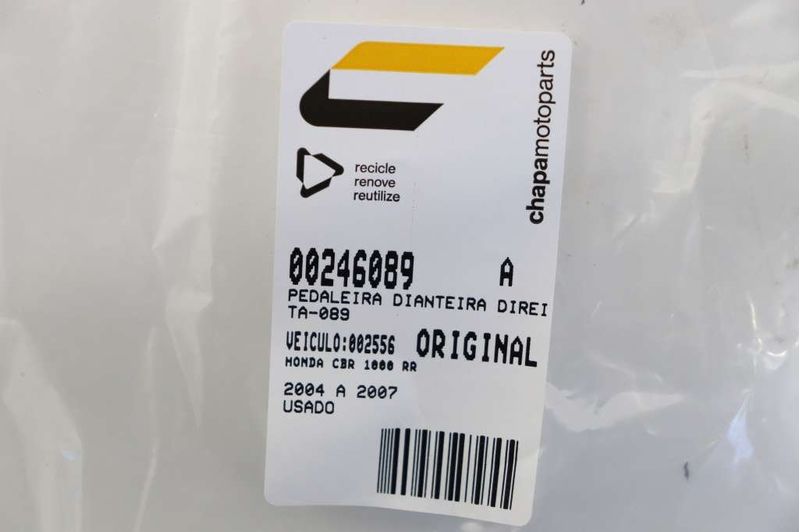 chapamotoparts
recicle
renove
reutilize
00246089 A
PEDALEIRA DIANTEIRA DIREI
TA-089
VEICULO:002556 ORIGINAL
HONDA CBR 1000 RR
2004 A 2007
USADO